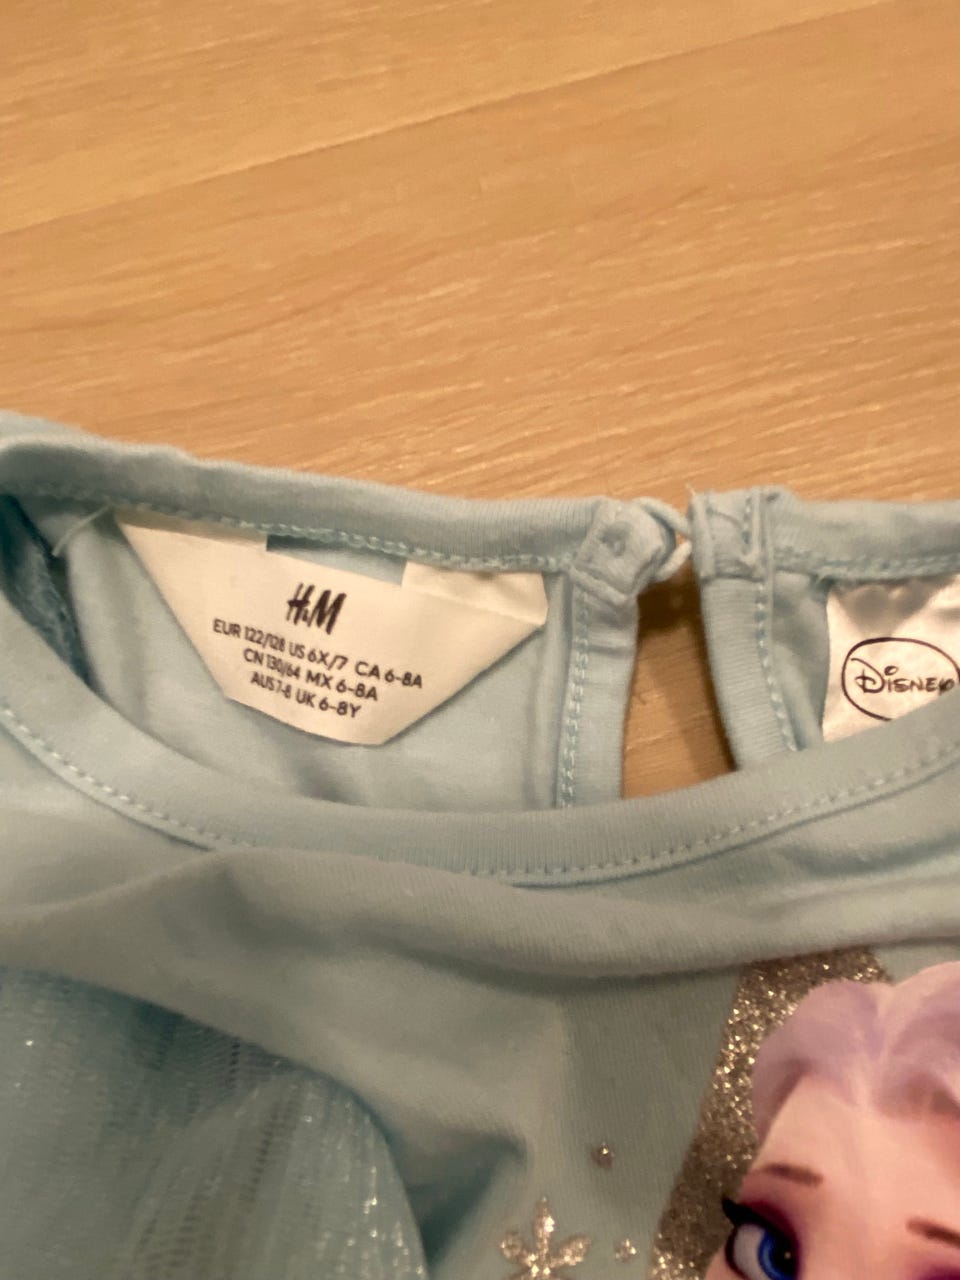 H&M
EUR 122/128 US 6X/7 CA 6-8A
CN 130/64 MX 6-8A
AUS 7-8 UK 6-8Y
Disney